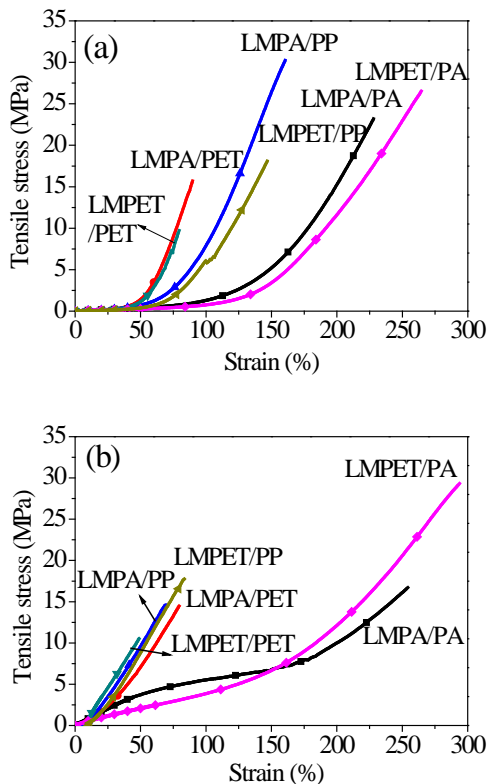 (a)
LMPA/PP
LMPET/PA
LMPA/PA
LMPET/PP
LMPA/PET
LMPET
/PET
35
30
25
20
15
10
5
0
Tensile stress (MPa)
0 50 100 150 200 250 300
Strain (%)
(b)
LMPET/PA
LMPET/PP
LMPA/PP
LMPA/PET
LMPET/PET
LMPA/PA
35
30
25
20
15
10
5
0
Tensile stress (MPa)
0 50 100 150 200 250 300
Strain (%)